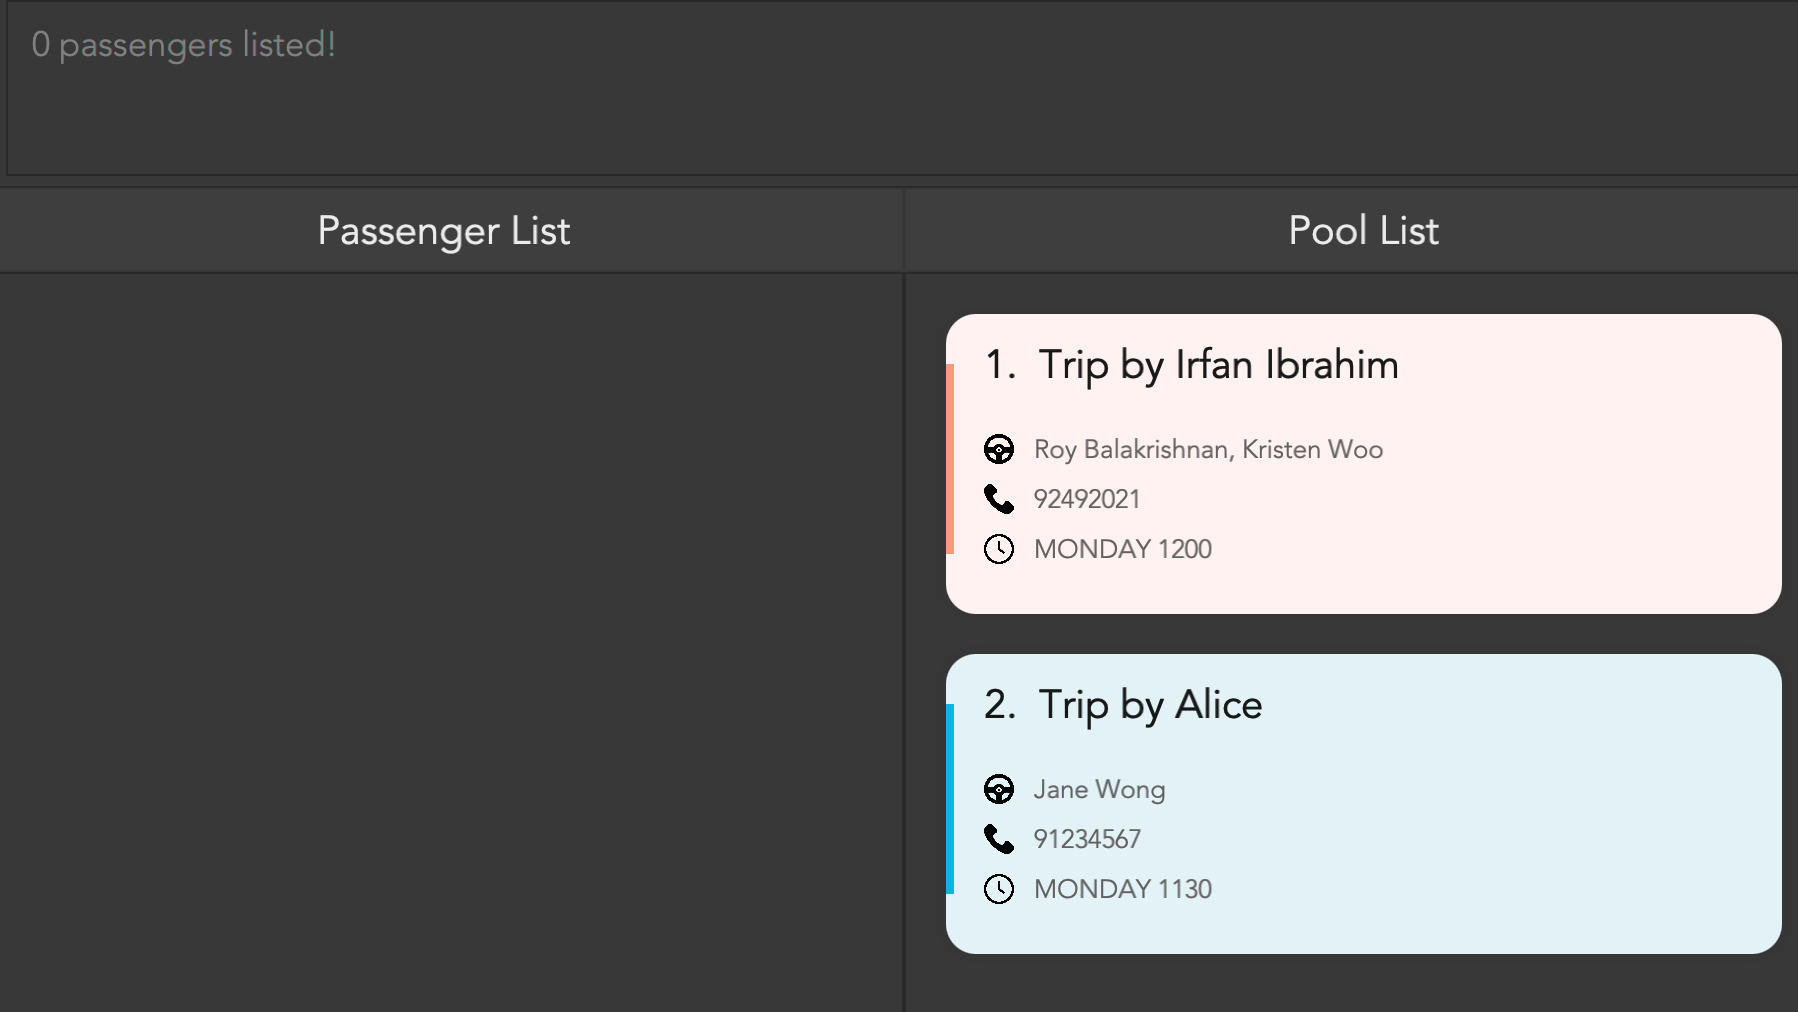 0 passengers listed!
Passenger List
Pool List
1. Trip by Irfan Ibrahim
Roy Balakrishnan, Kristen Woo
92492021
MONDAY 1200
2. Trip by Alice
Jane Wong
91234567
MONDAY 1130